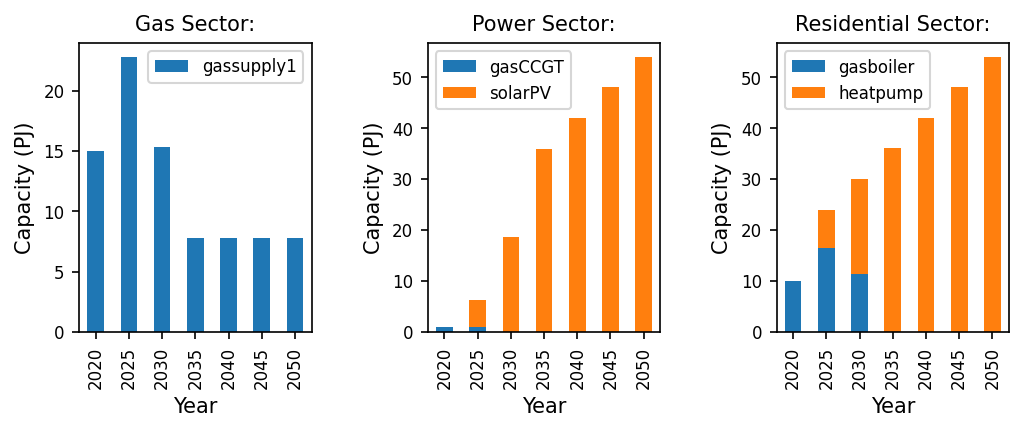 Gas Sector:
Capacity (PJ)
20
15
10
5
0
gassupply1
2020
2025
2030
2035
2040
2045
2050
Year
Power Sector:
Capacity (PJ)
50
40
30
20
10
0
gasCCGT
solarPV
2020
2025
2030
2035
2040
2045
2050
Year
Residential Sector:
Capacity (PJ)
50
40
30
20
10
0
gasboiler
heatpump
2020
2025
2030
2035
2040
2045
2050
Year